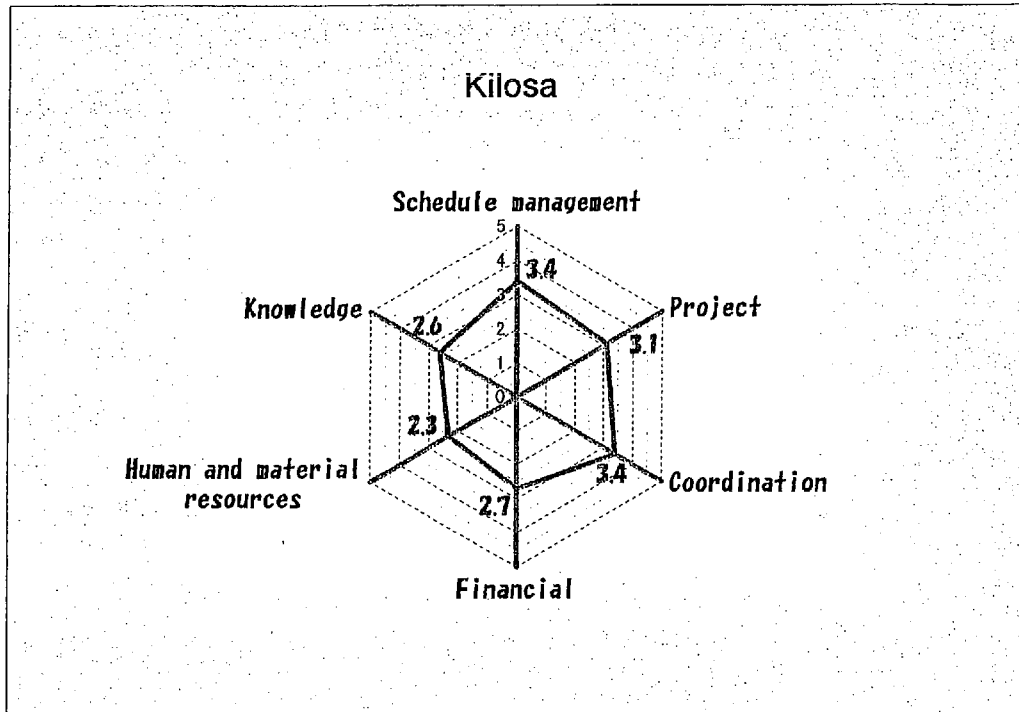 Kilosa
Schedule management
5
4
3.4
3
Knowledge
Project
2.6
2
3.1
1
0
2.3
Human and material
resources
3.4
Coordination
2.7
Financial